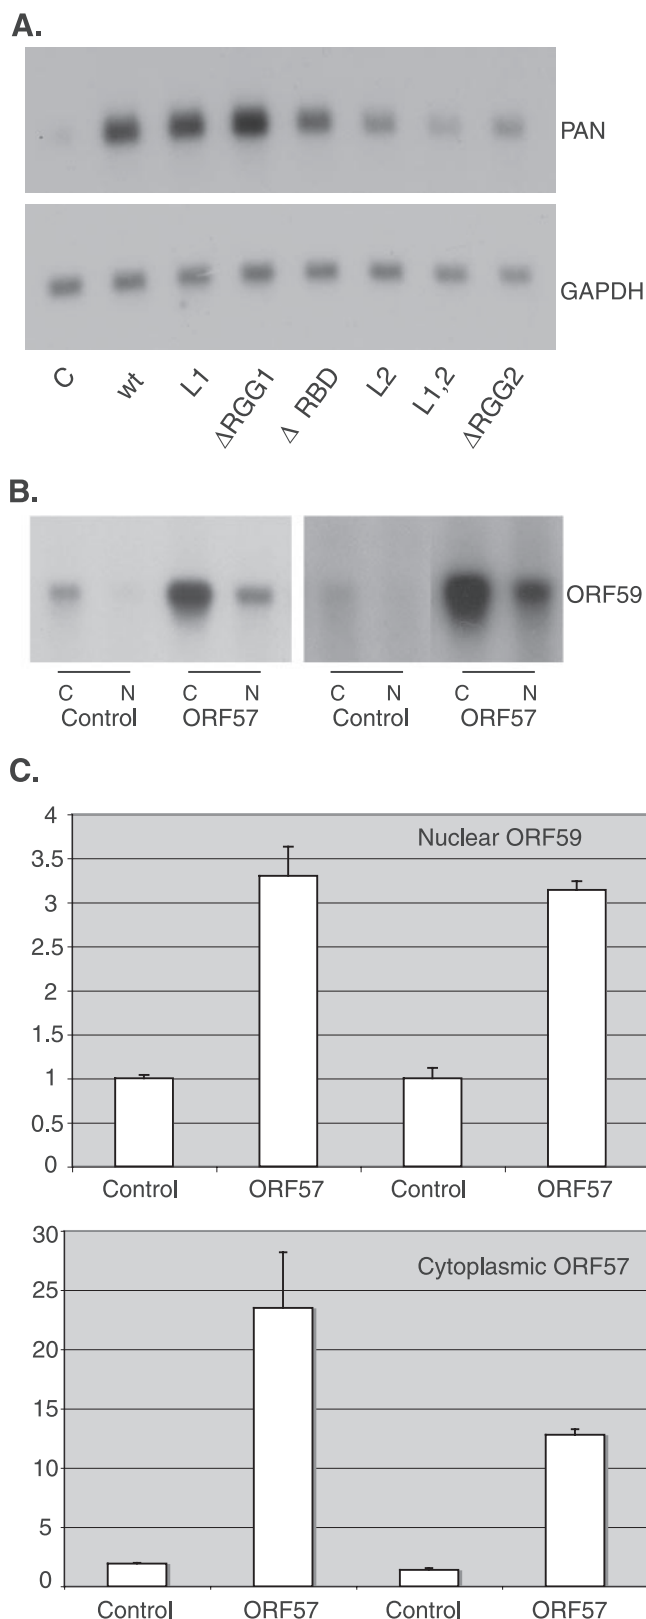 A.
PAN
GAPDH
C wt L1 ΔRGG1 Δ RBD L2 L1,2 ΔRGG2
B.
ORF59
C N C N C N C N
Control ORF57 Control ORF57
C.
4
Nuclear ORF59
3.5
3
2.5
2
1.5
1
0.5
0
Control ORF57 Control ORF57
30
Cytoplasmic ORF57
25
20
15
10
5
0
Control ORF57 Control ORF57